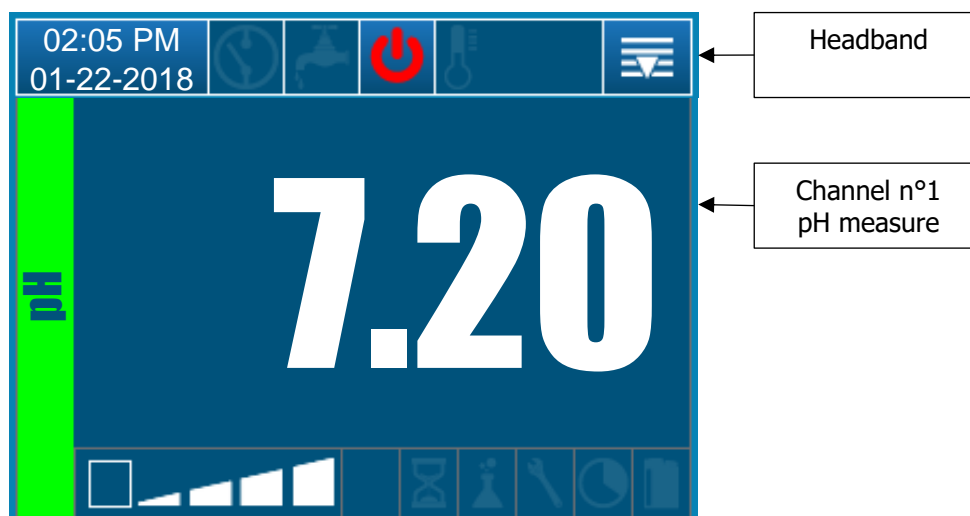 02:05 PM
01-22-2018
Headband
pH
7.20
Channel n°1
pH measure